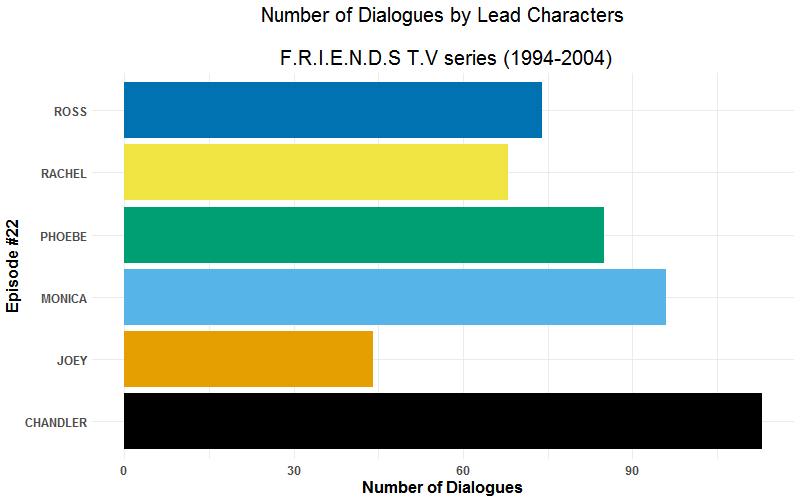 Number of Dialogues by Lead Characters
F.R.I.E.N.D.S T.V series (1994-2004)
ROSS
RACHEL
PHOEBE
MONICA
JOEY
CHANDLER
Episode #22
0 30 60 90
Number of Dialogues